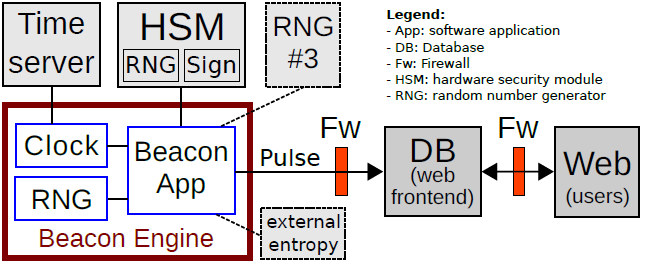 Time
server
HSM
RNG
Sign
RNG
#3
Legend:
- App: software application
- DB: Database
- Fw: Firewall
- HSM: hardware security module
- RNG: random number generator
Clock
RNG
Beacon
App
Beacon Engine
Pulse
external
entropy
Fw
DB
(web
frontend)
Fw
Web
(users)